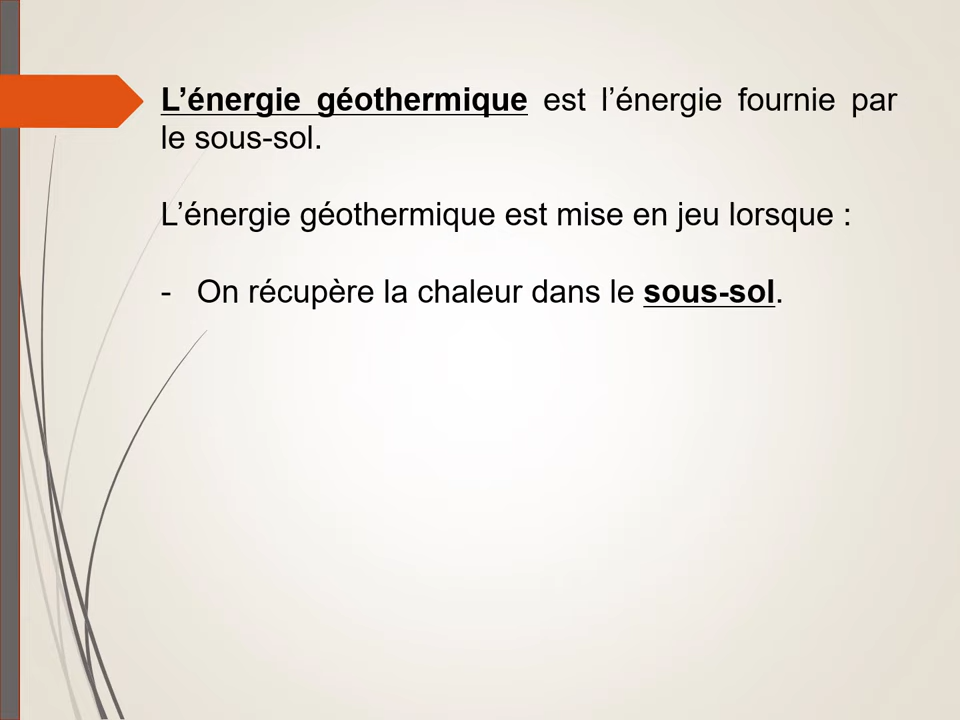 L’énergie géothermique est l’énergie fournie par
le sous-sol.
L’énergie géothermique est mise en jeu lorsque :
- On récupère la chaleur dans le sous-sol.